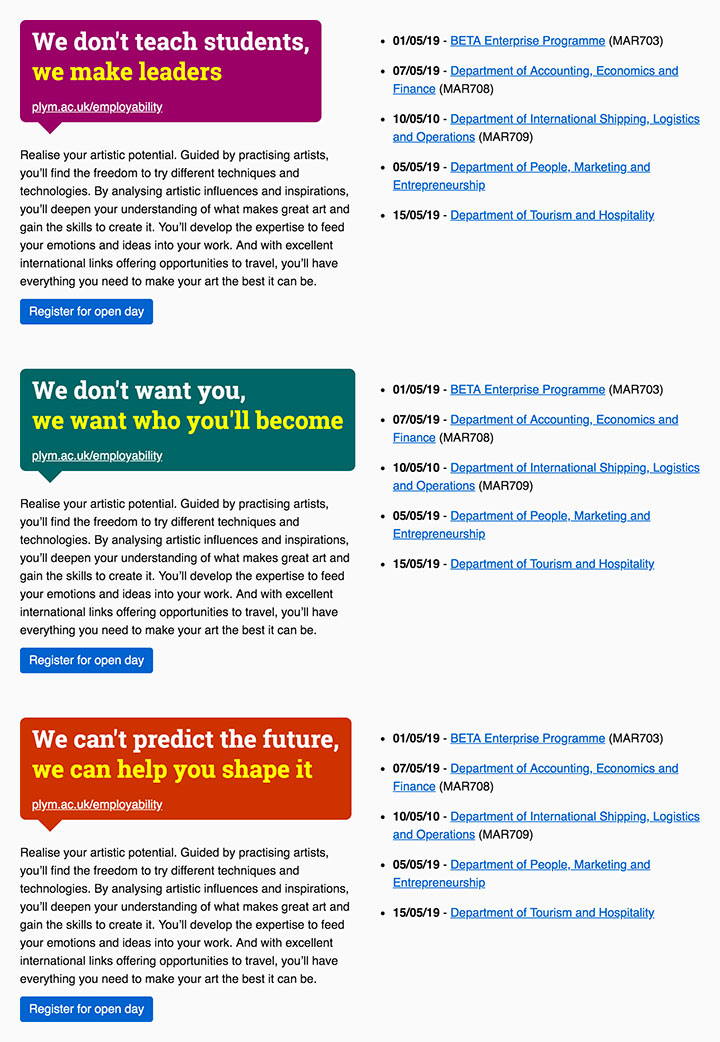 We don't teach students,
we make leaders
plym.ac.uk/employability
Realise your artistic potential. Guided by practising artists,
you'll find the freedom to try different techniques and
technologies. By analysing artistic influences and inspirations,
you'll deepen your understanding of what makes great art and
gain the skills to create it. You'll develop the expertise to feed
your emotions and ideas into your work. And with excellent
international links offering opportunities to travel, you'll have
everything you need to make your art the best it can be.
Register for open day
• 01/05/19 - BETA Enterprise Programme (MAR703)
• 07/05/19 - Department of Accounting, Economics and
Finance (MAR708)
• 10/05/10 - Department of International Shipping, Logistics
and Operations (MAR709)
• 05/05/19 - Department of People, Marketing and
Entrepreneurship
• 15/05/19 - Department of Tourism and Hospitality
We don't want you,
we want who you'll become
plym.ac.uk/employability
Realise your artistic potential. Guided by practising artists,
you'll find the freedom to try different techniques and
technologies. By analysing artistic influences and inspirations,
you'll deepen your understanding of what makes great art and
gain the skills to create it. You'll develop the expertise to feed
your emotions and ideas into your work. And with excellent
international links offering opportunities to travel, you'll have
everything you need to make your art the best it can be.
Register for open day
• 01/05/19 - BETA Enterprise Programme (MAR703)
• 07/05/19 - Department of Accounting, Economics and
Finance (MAR708)
• 10/05/10 - Department of International Shipping, Logistics
and Operations (MAR709)
• 05/05/19 - Department of People, Marketing and
Entrepreneurship
• 15/05/19 - Department of Tourism and Hospitality
We can't predict the future,
we can help you shape it
plym.ac.uk/employability
Realise your artistic potential. Guided by practising artists,
you'll find the freedom to try different techniques and
technologies. By analysing artistic influences and inspirations,
you'll deepen your understanding of what makes great art and
gain the skills to create it. You'll develop the expertise to feed
your emotions and ideas into your work. And with excellent
international links offering opportunities to travel, you'll have
everything you need to make your art the best it can be.
Register for open day
• 01/05/19 - BETA Enterprise Programme (MAR703)
• 07/05/19 - Department of Accounting, Economics and
Finance (MAR708)
• 10/05/10 - Department of International Shipping, Logistics
and Operations (MAR709)
• 05/05/19 - Department of People, Marketing and
Entrepreneurship
• 15/05/19 - Department of Tourism and Hospitality